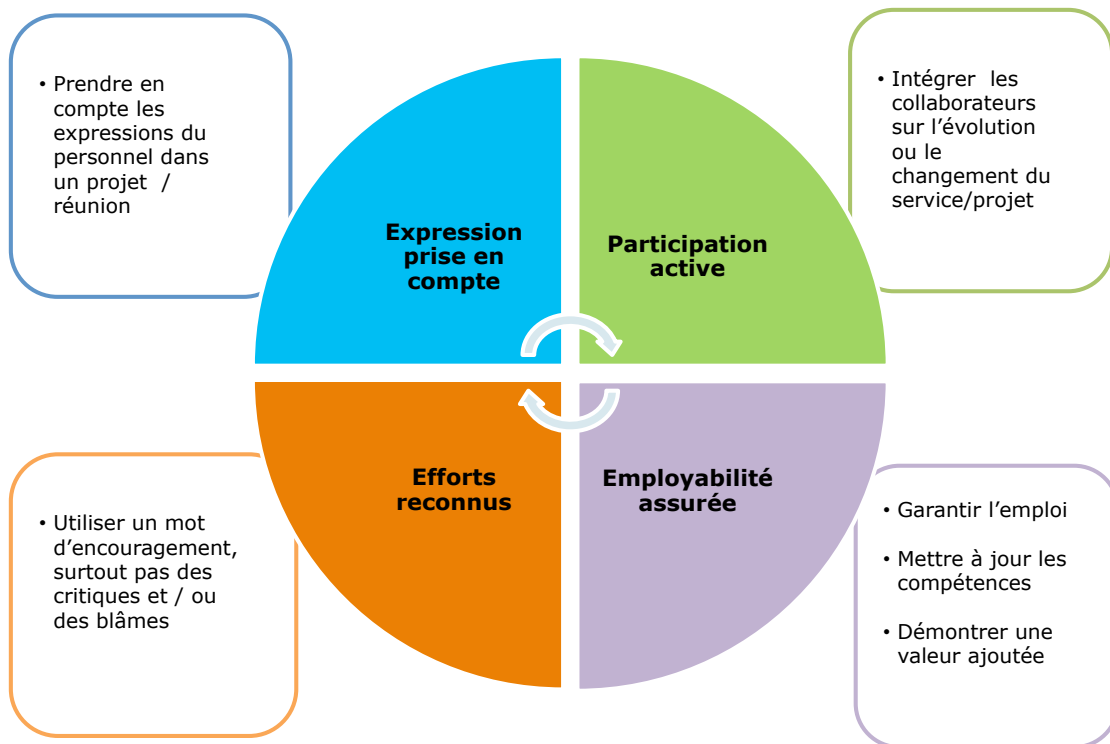 • Prendre en
compte les
expressions du
personnel dans
un projet /
réunion
• Intégrer les
collaborateurs
sur l’évolution
ou le
changement du
service/projet
Expression
prise en
compte
Participation
active
Efforts
reconnus
Employabilité
assurée
• Utiliser un mot
d’encouragement,
surtout pas des
critiques et / ou
des blâmes
• Garantir l’emploi
• Mettre à jour les
compétences
• Démontrer une
valeur ajoutée